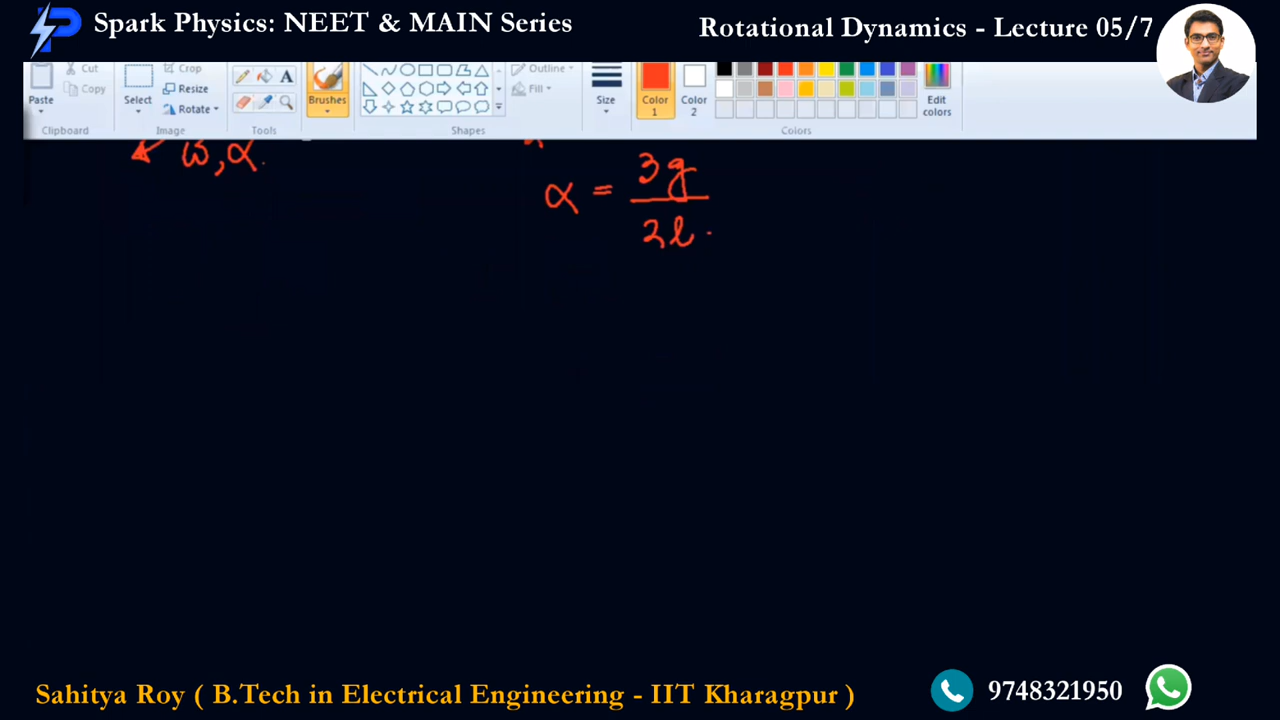 Spark Physics: NEET & MAIN Series
Rotational Dynamics - Lecture 05/7
Cut
Copy
Paste
Clipboard
Select
Crop
Resize
Rotate
Image
A
Tools
Brushes
Shapes
Outline
Fill
Size
Color 1
Color 2
Edit colors
Colors
ω, α.
α = 3g / 2l.
Sahitya Roy ( B.Tech in Electrical Engineering - IIT Kharagpur )
9748321950